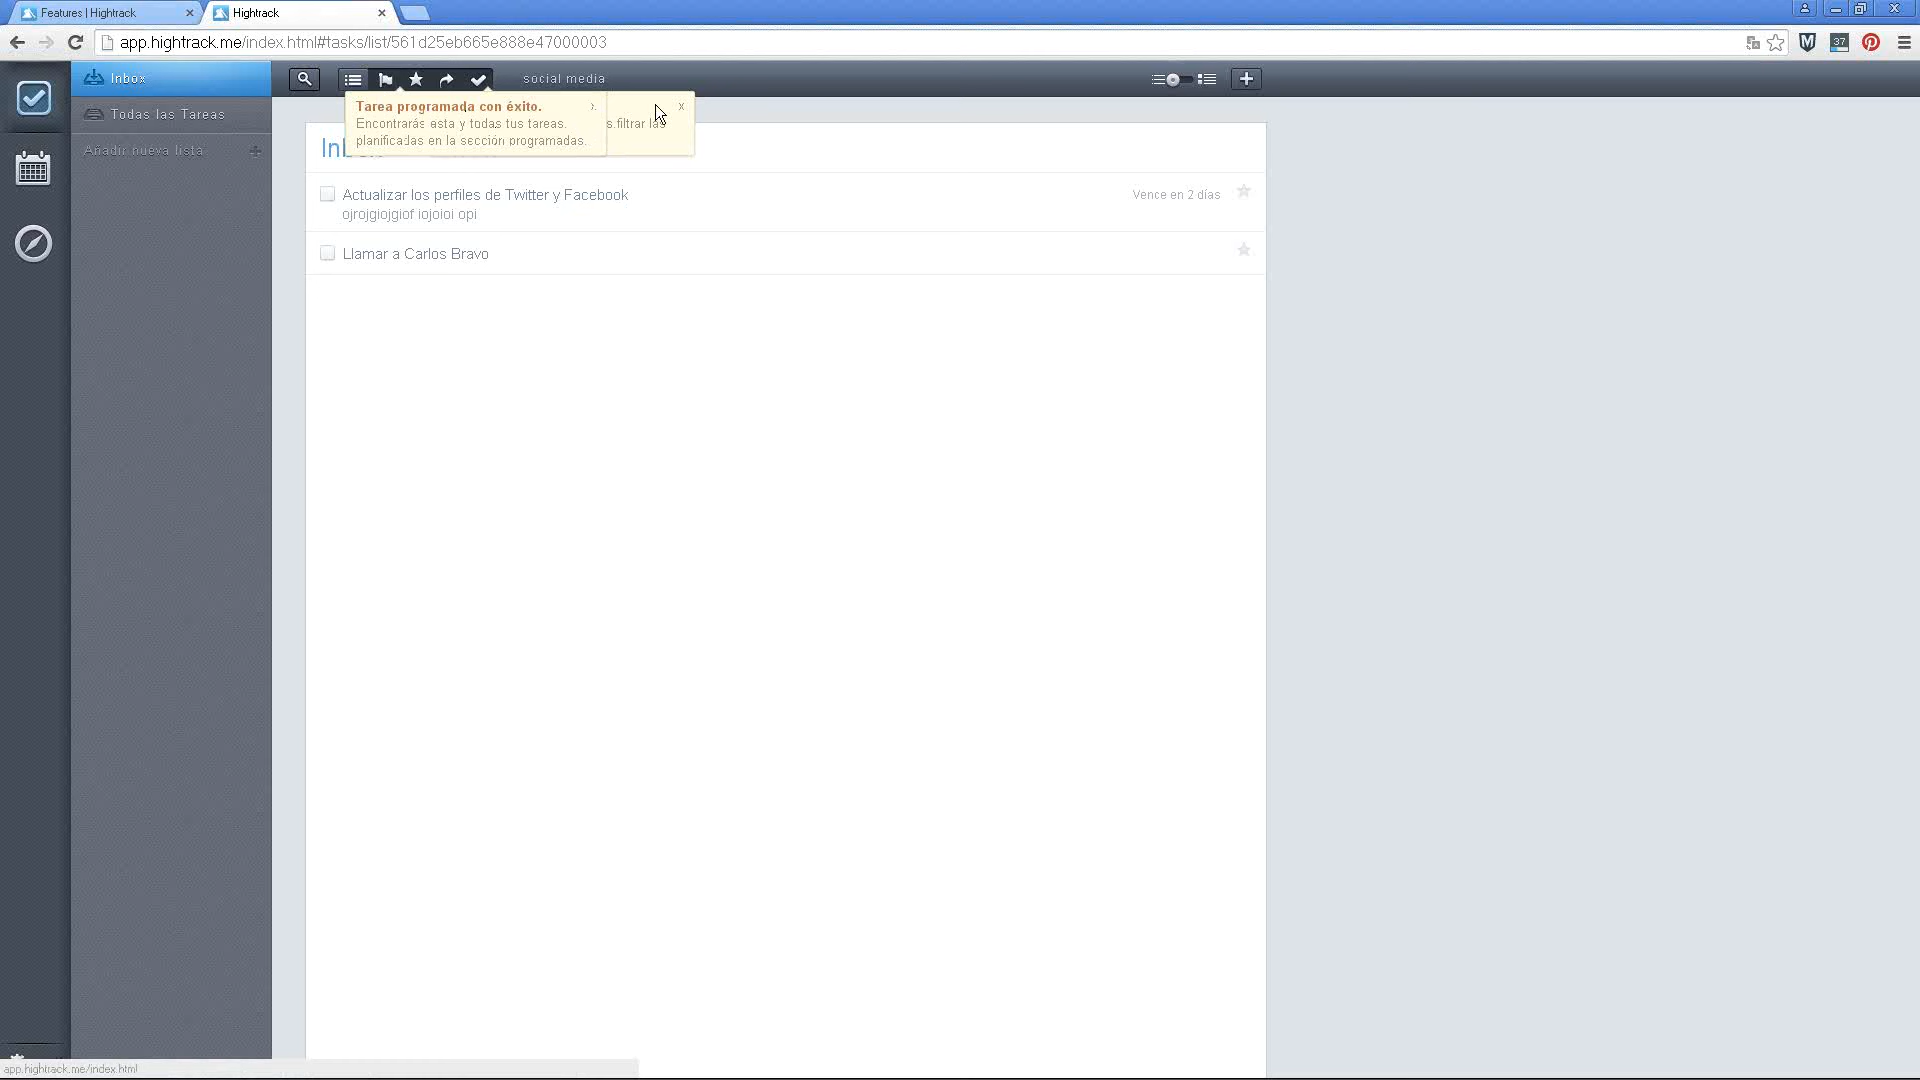 Features | Hightrack
Hightrack
app.hightrack.me/index.html#tasks/list/561d25eb665e888e47000003
37
Inbox
social media
Todas las Tareas
Añadir nueva lista
Tarea programada con éxito.
x
Encontrarás esta y todas tus tareas.
filtrar las
planificadas en la sección programadas.
Actualizar los perfiles de Twitter y Facebook
Vence en 2 días
ojrojgiojgiof iojoioi opi
Llamar a Carlos Bravo
app.hightrack.me/index.html